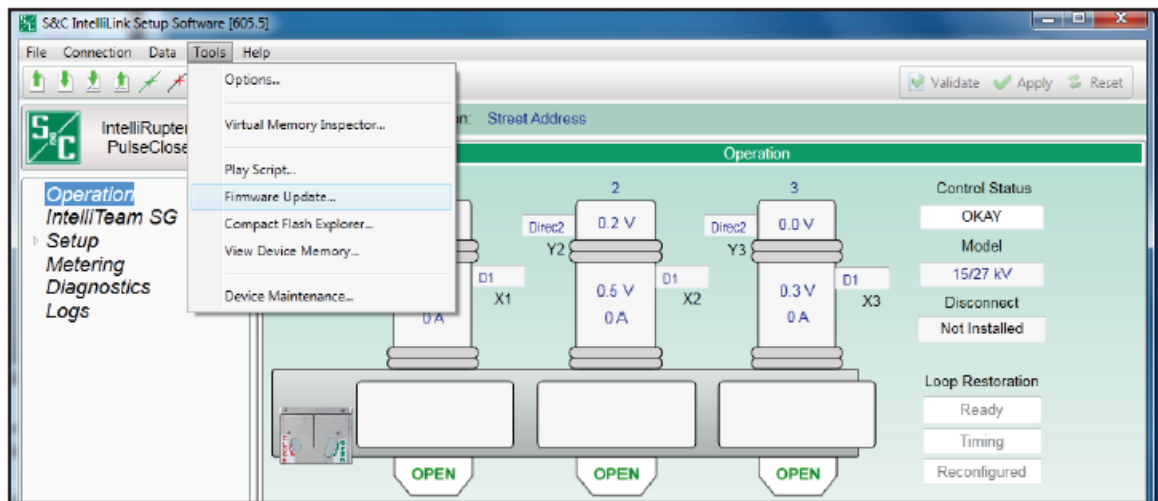 S&C IntelliLink Setup Software [605.5]
File Connection Data Tools Help
Options...
Validate Apply Reset
Virtual Memory Inspector...
Street Address
S&C
Operation
Play Script...
Operation
2
3
Control Status
Firmware Update...
IntelliTeam SG
Direc2
0.2 V
Direc2
0.0 V
OKAY
Compact Flash Explorer...
Setup
Y2
Y3
Model
View Device Memory...
Metering
D1
D1
D1
15/27 kV
Diagnostics
X1
0.5 V
X2
0.3 V
X3
Disconnect
Device Maintenance...
Logs
0 A
0 A
0 A
Not Installed
Loop Restoration
Ready
Timing
Reconfigured
OPEN
OPEN
OPEN